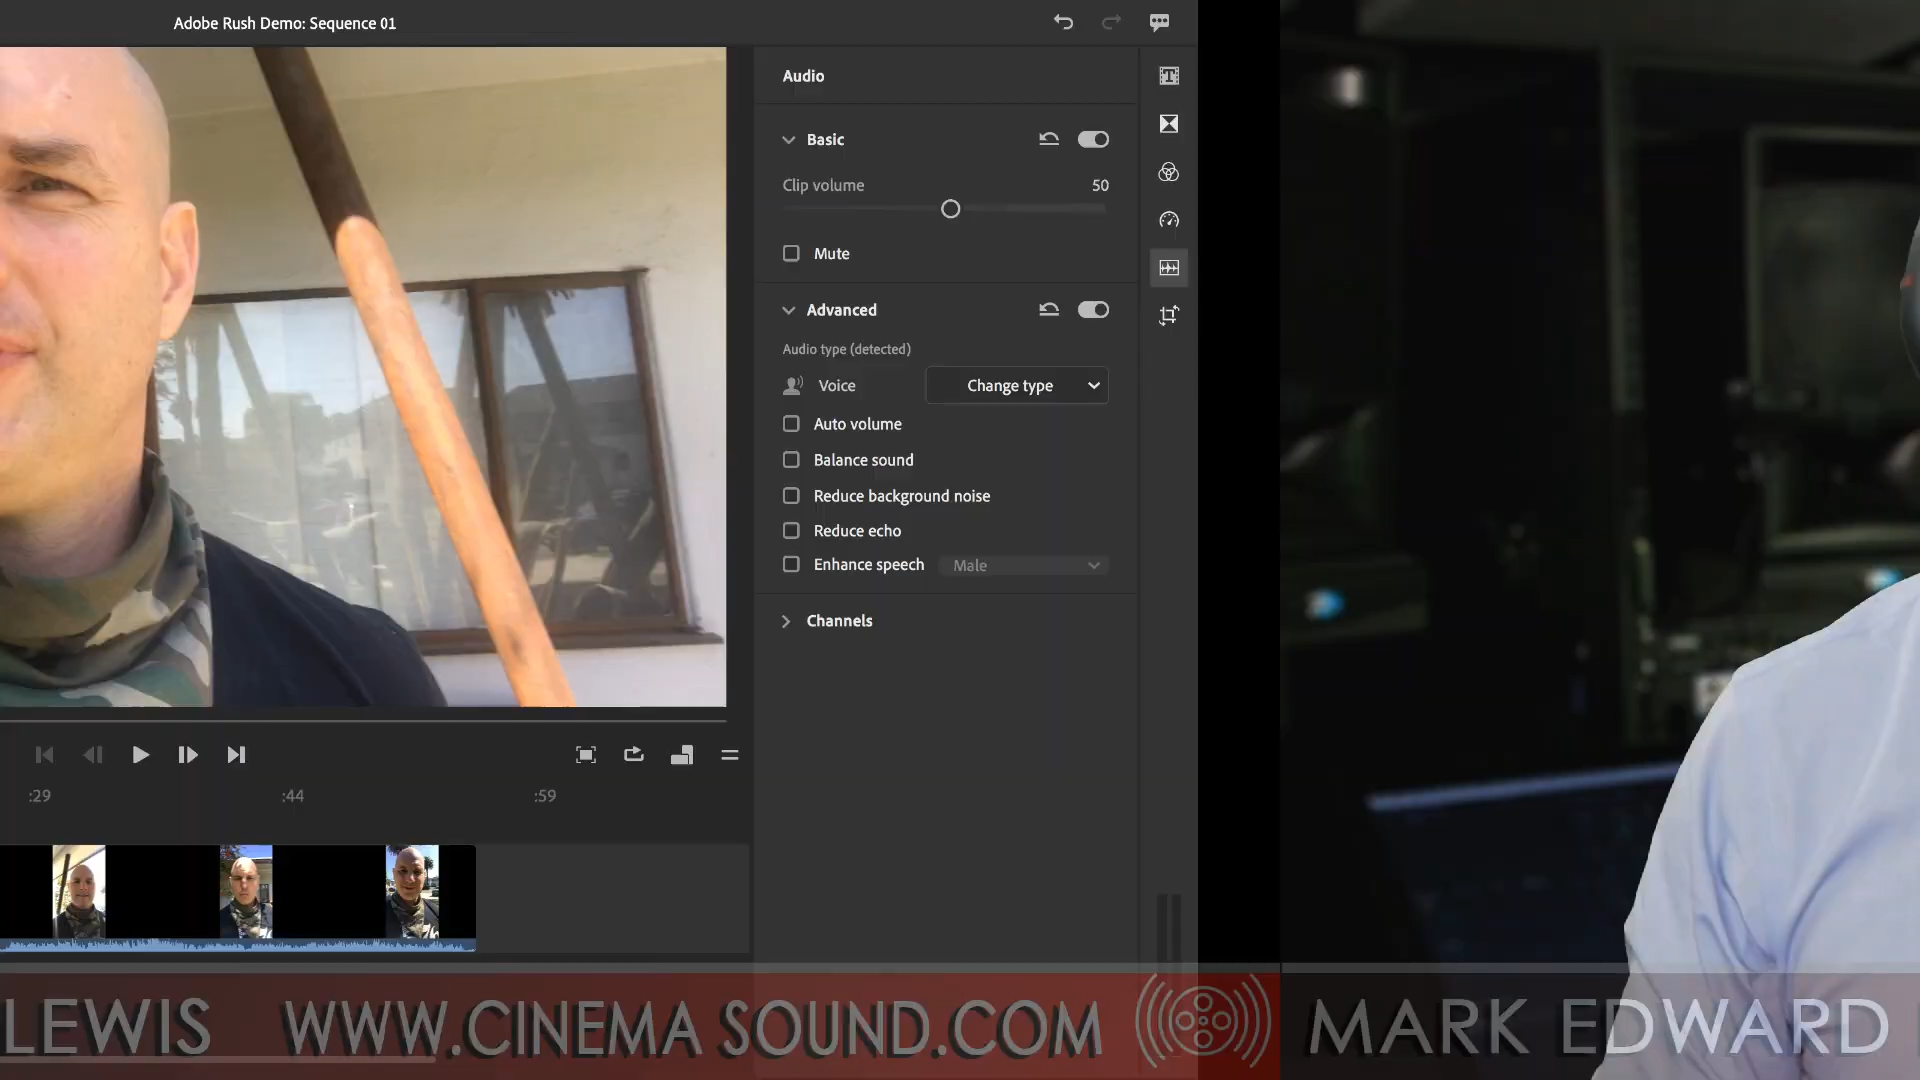 Adobe Rush Demo: Sequence 01
Audio
Basic
Clip volume 50
Mute
Advanced
Audio type (detected)
Voice Change type
Auto volume
Balance sound
Reduce background noise
Reduce echo
Enhance speech Male
Channels
:29 :44 :59
LEWIS WWW.CINEMASOUND.COM MARK EDWARD